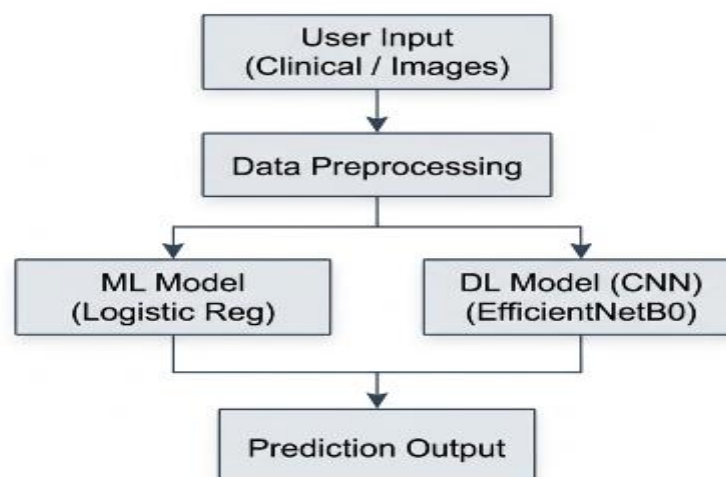 User Input
(Clinical / Images)
Data Preprocessing
ML Model
(Logistic Reg)
DL Model (CNN)
(EfficientNetB0)
Prediction Output